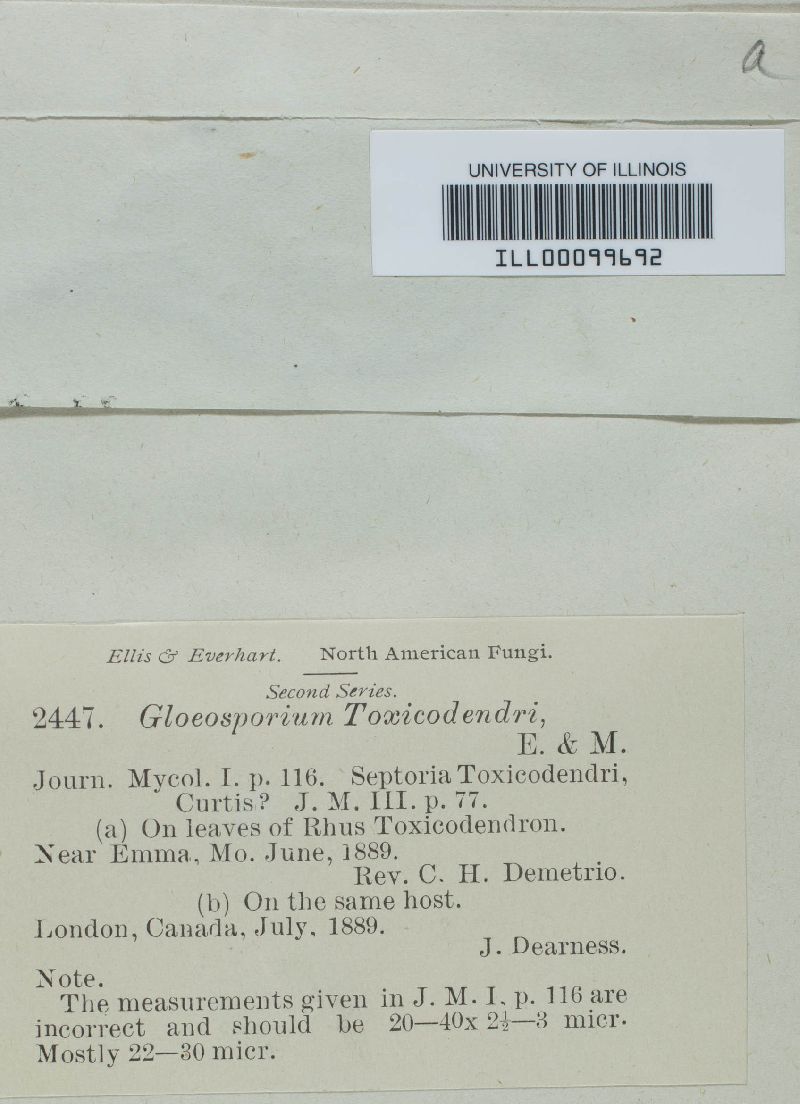 a
UNIVERSITY OF ILLINOIS
ILL00099692
Ellis & Everhart. North American Fungi.
Second Series.
2447. Gloeosporium Toxicodendri,
E. & M.
Journ. Mycol. I. p. 116. Septoria Toxicodendri,
Curtis? J. M. III. p. 77.
(a) On leaves of Rhus Toxicodendron.
Near Emma, Mo. June, 1889.
Rev. C. H. Demetrio.
(b) On the same host.
London, Canada, July, 1889.
J. Dearness.
Note.
The measurements given in J. M. I. p. 116 are
incorrect and should be 20—40x 2½—3 micr.
Mostly 22—30 micr.